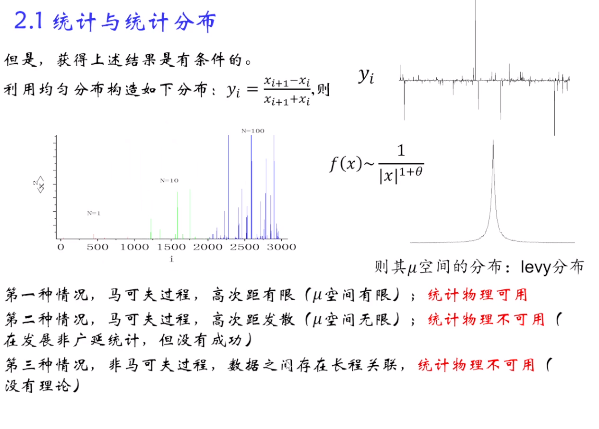 2.1 统计与统计分布
但是，获得上述结果是有条件的。
利用均匀分布构造如下分布：y_i = \frac{x_{i+1}-x_i}{x_{i+1}+x_i},则
y_i
N=100
N=10
N=1
<x²>
0 500 1000 1500 2000 2500 3000
i
f(x)~\frac{1}{|x|^{1+θ}}
则其μ空间的分布：levy分布
第一种情况，马可夫过程，高次距有限（μ空间有限）；统计物理可用
第二种情况，马可夫过程，高次距发散（μ空间无限）；统计物理不可用（
在发展非广延统计，但没有成功）
第三种情况，非马可夫过程，数据之间存在长程关联，统计物理不可用（
没有理论）